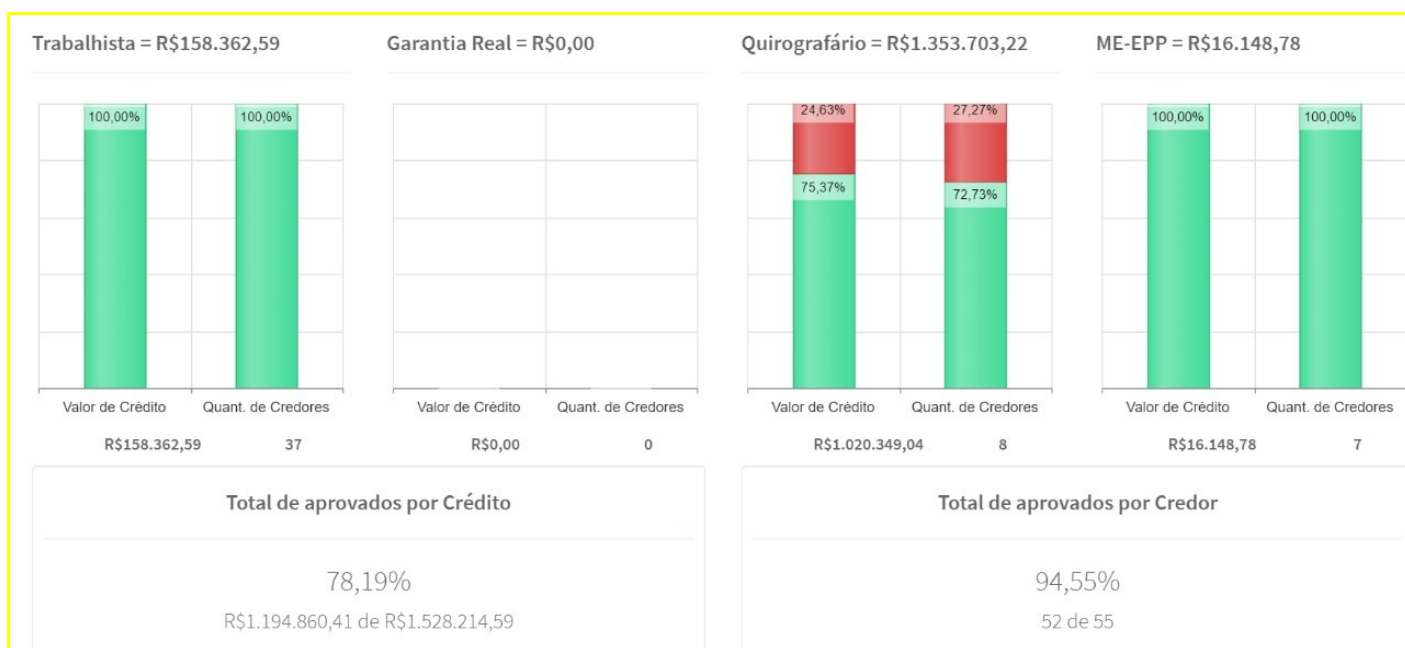 Trabalhista = R$158.362,59
Garantia Real = R$0,00
Quirografário = R$1.353.703,22
ME-EPP = R$16.148,78
100,00% 100,00%
24,63% 27,27%
75,37% 72,73%
100,00% 100,00%
Valor de Crédito Quant. de Credores
Valor de Crédito Quant. de Credores
Valor de Crédito Quant. de Credores
Valor de Crédito Quant. de Credores
R$158.362,59 37
R$0,00 0
R$1.020.349,04 8
R$16.148,78 7
Total de aprovados por Crédito
78,19%
R$1.194.860,41 de R$1.528.214,59
Total de aprovados por Credor
94,55%
52 de 55